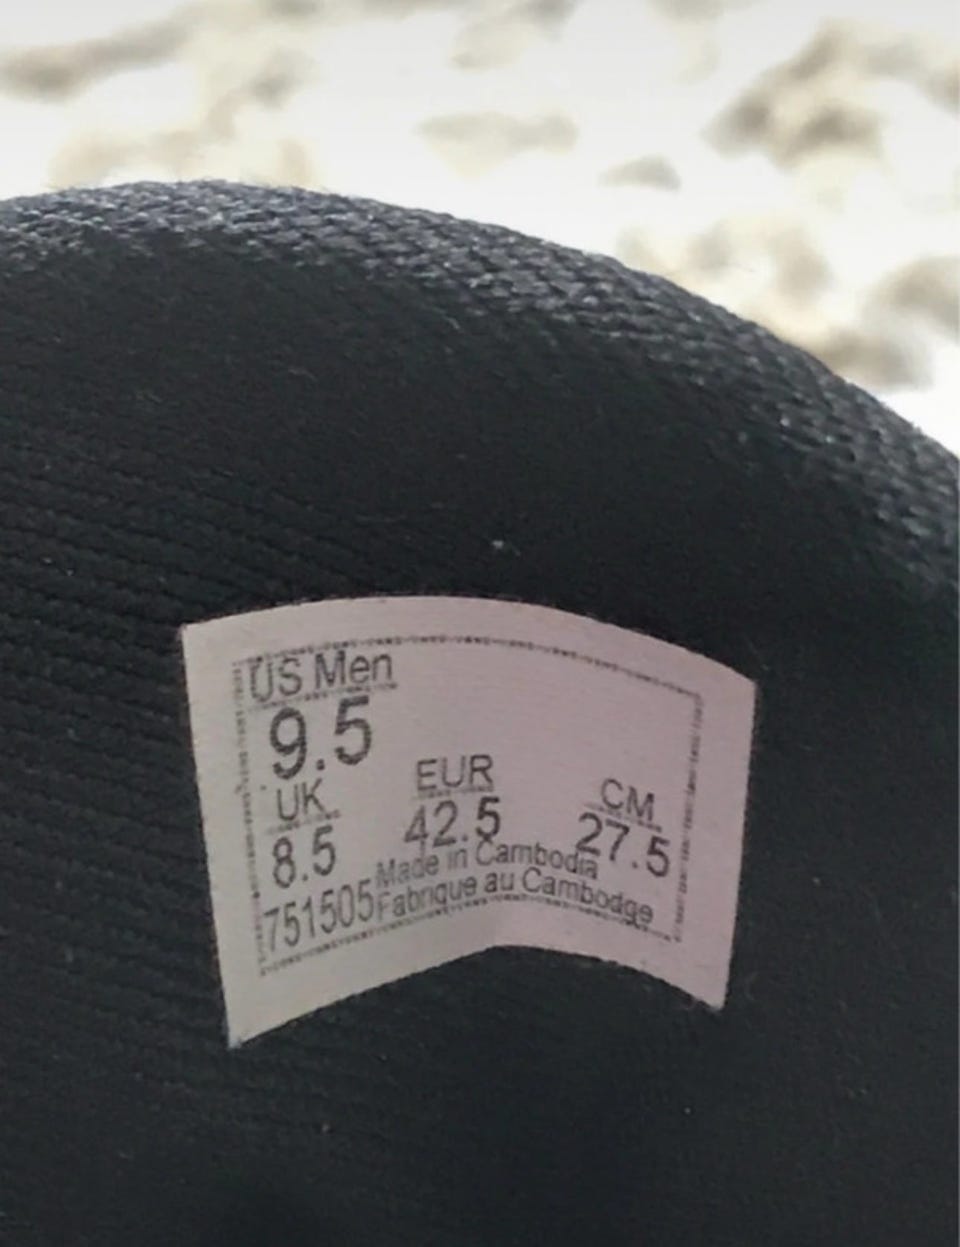 US Men
9.5
UK EUR CM
8.5 42.5 27.5
Made in Cambodia
751505 Fabrique au Cambodge